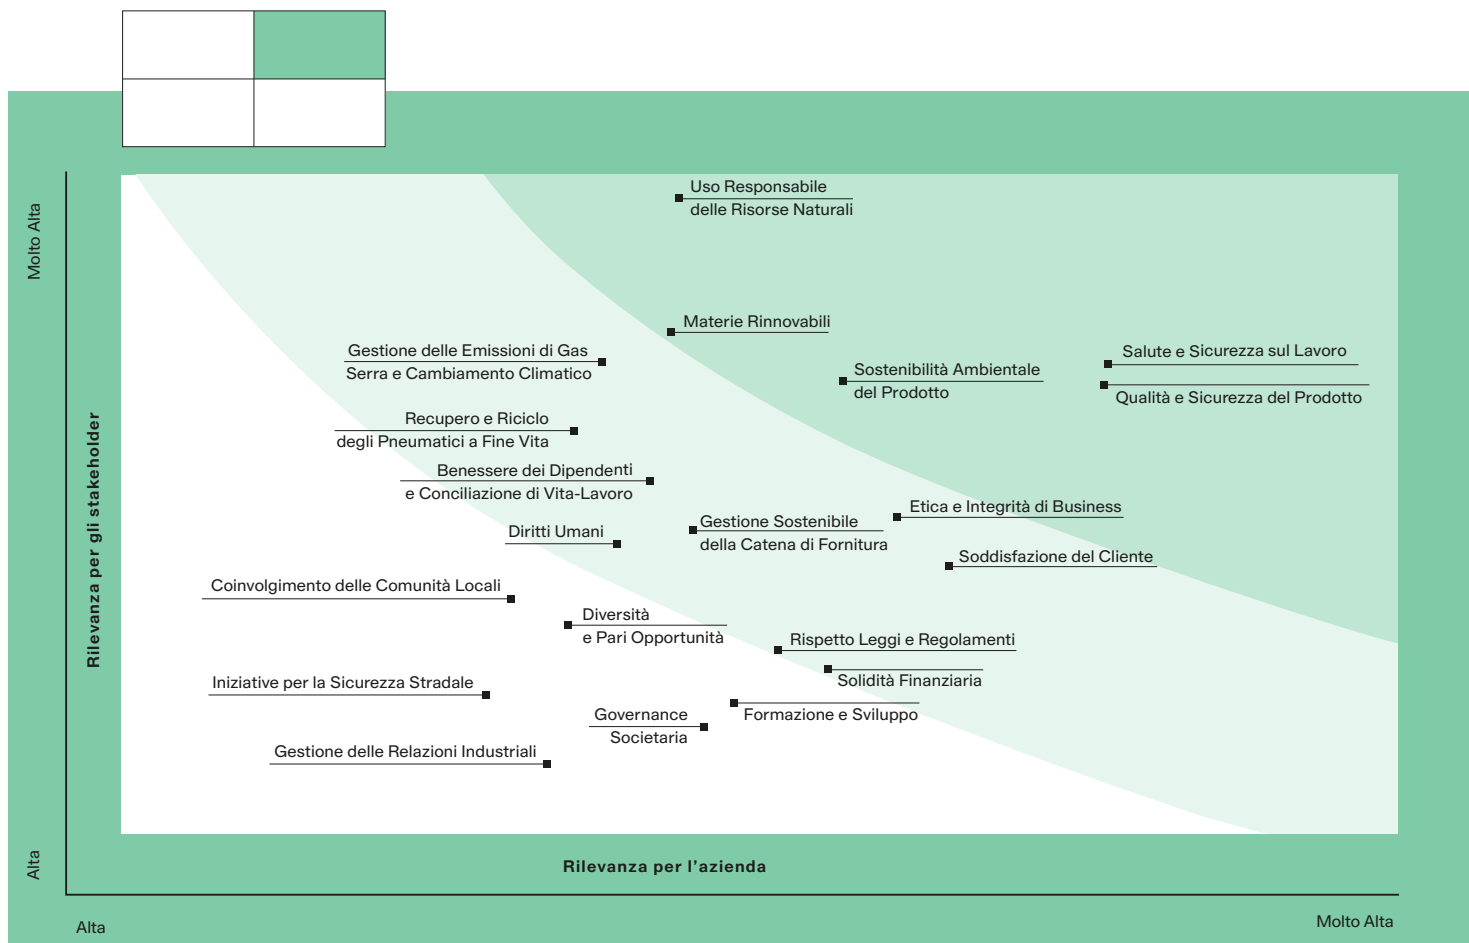 Molto Alta
Rilevanza per gli stakeholder
Alta
Uso Responsabile
delle Risorse Naturali
Materie Rinnovabili
Gestione delle Emissioni di Gas
Serra e Cambiamento Climatico
Salute e Sicurezza sul Lavoro
Sostenibilità Ambientale
del Prodotto
Qualità e Sicurezza del Prodotto
Recupero e Riciclo
degli Pneumatici a Fine Vita
Benessere dei Dipendenti
e Conciliazione di Vita-Lavoro
Etica e Integrità di Business
Gestione Sostenibile
della Catena di Fornitura
Diritti Umani
Soddisfazione del Cliente
Coinvolgimento delle Comunità Locali
Diversità
e Pari Opportunità
Rispetto Leggi e Regolamenti
Solidità Finanziaria
Iniziative per la Sicurezza Stradale
Governance
Societaria
Formazione e Sviluppo
Gestione delle Relazioni Industriali
Rilevanza per l'azienda
Alta
Molto Alta